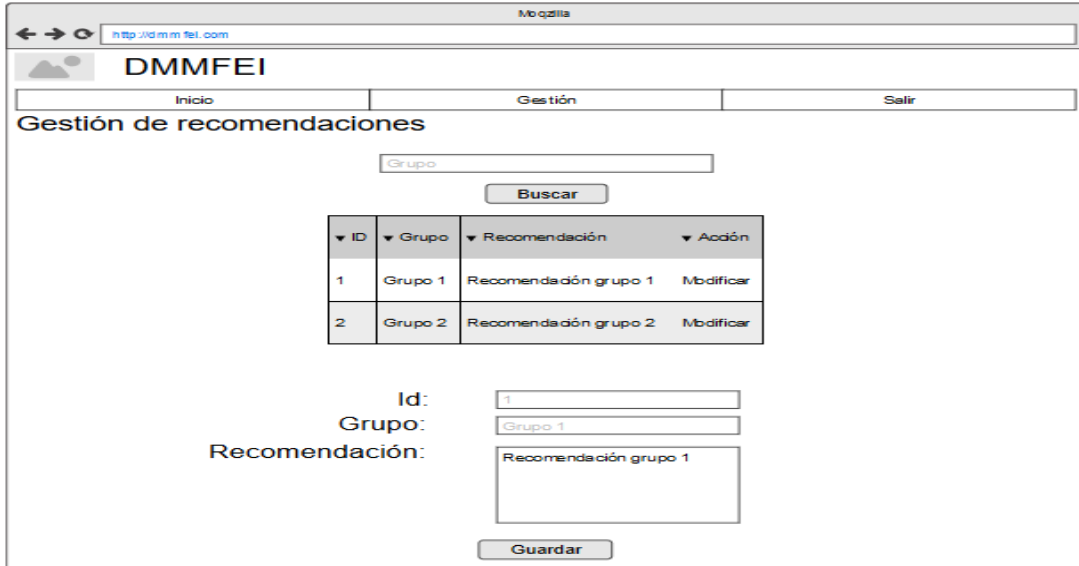 Moqzilla
http://dmmfei.com
DMMFEI
Inicio Gestión Salir
Gestión de recomendaciones
Grupo
Buscar
ID Grupo Recomendación Acción
1 Grupo 1 Recomendación grupo 1 Modificar
2 Grupo 2 Recomendación grupo 2 Modificar
Id: 1
Grupo: Grupo 1
Recomendación: Recomendación grupo 1
Guardar